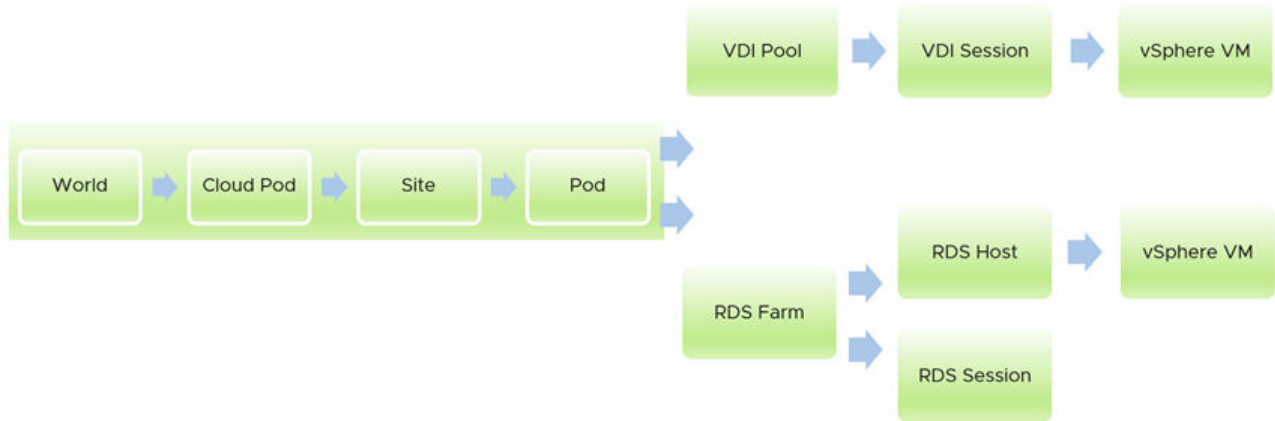 VDI Pool
VDI Session
vSphere VM
World
Cloud Pod
Site
Pod
RDS Host
vSphere VM
RDS Farm
RDS Session